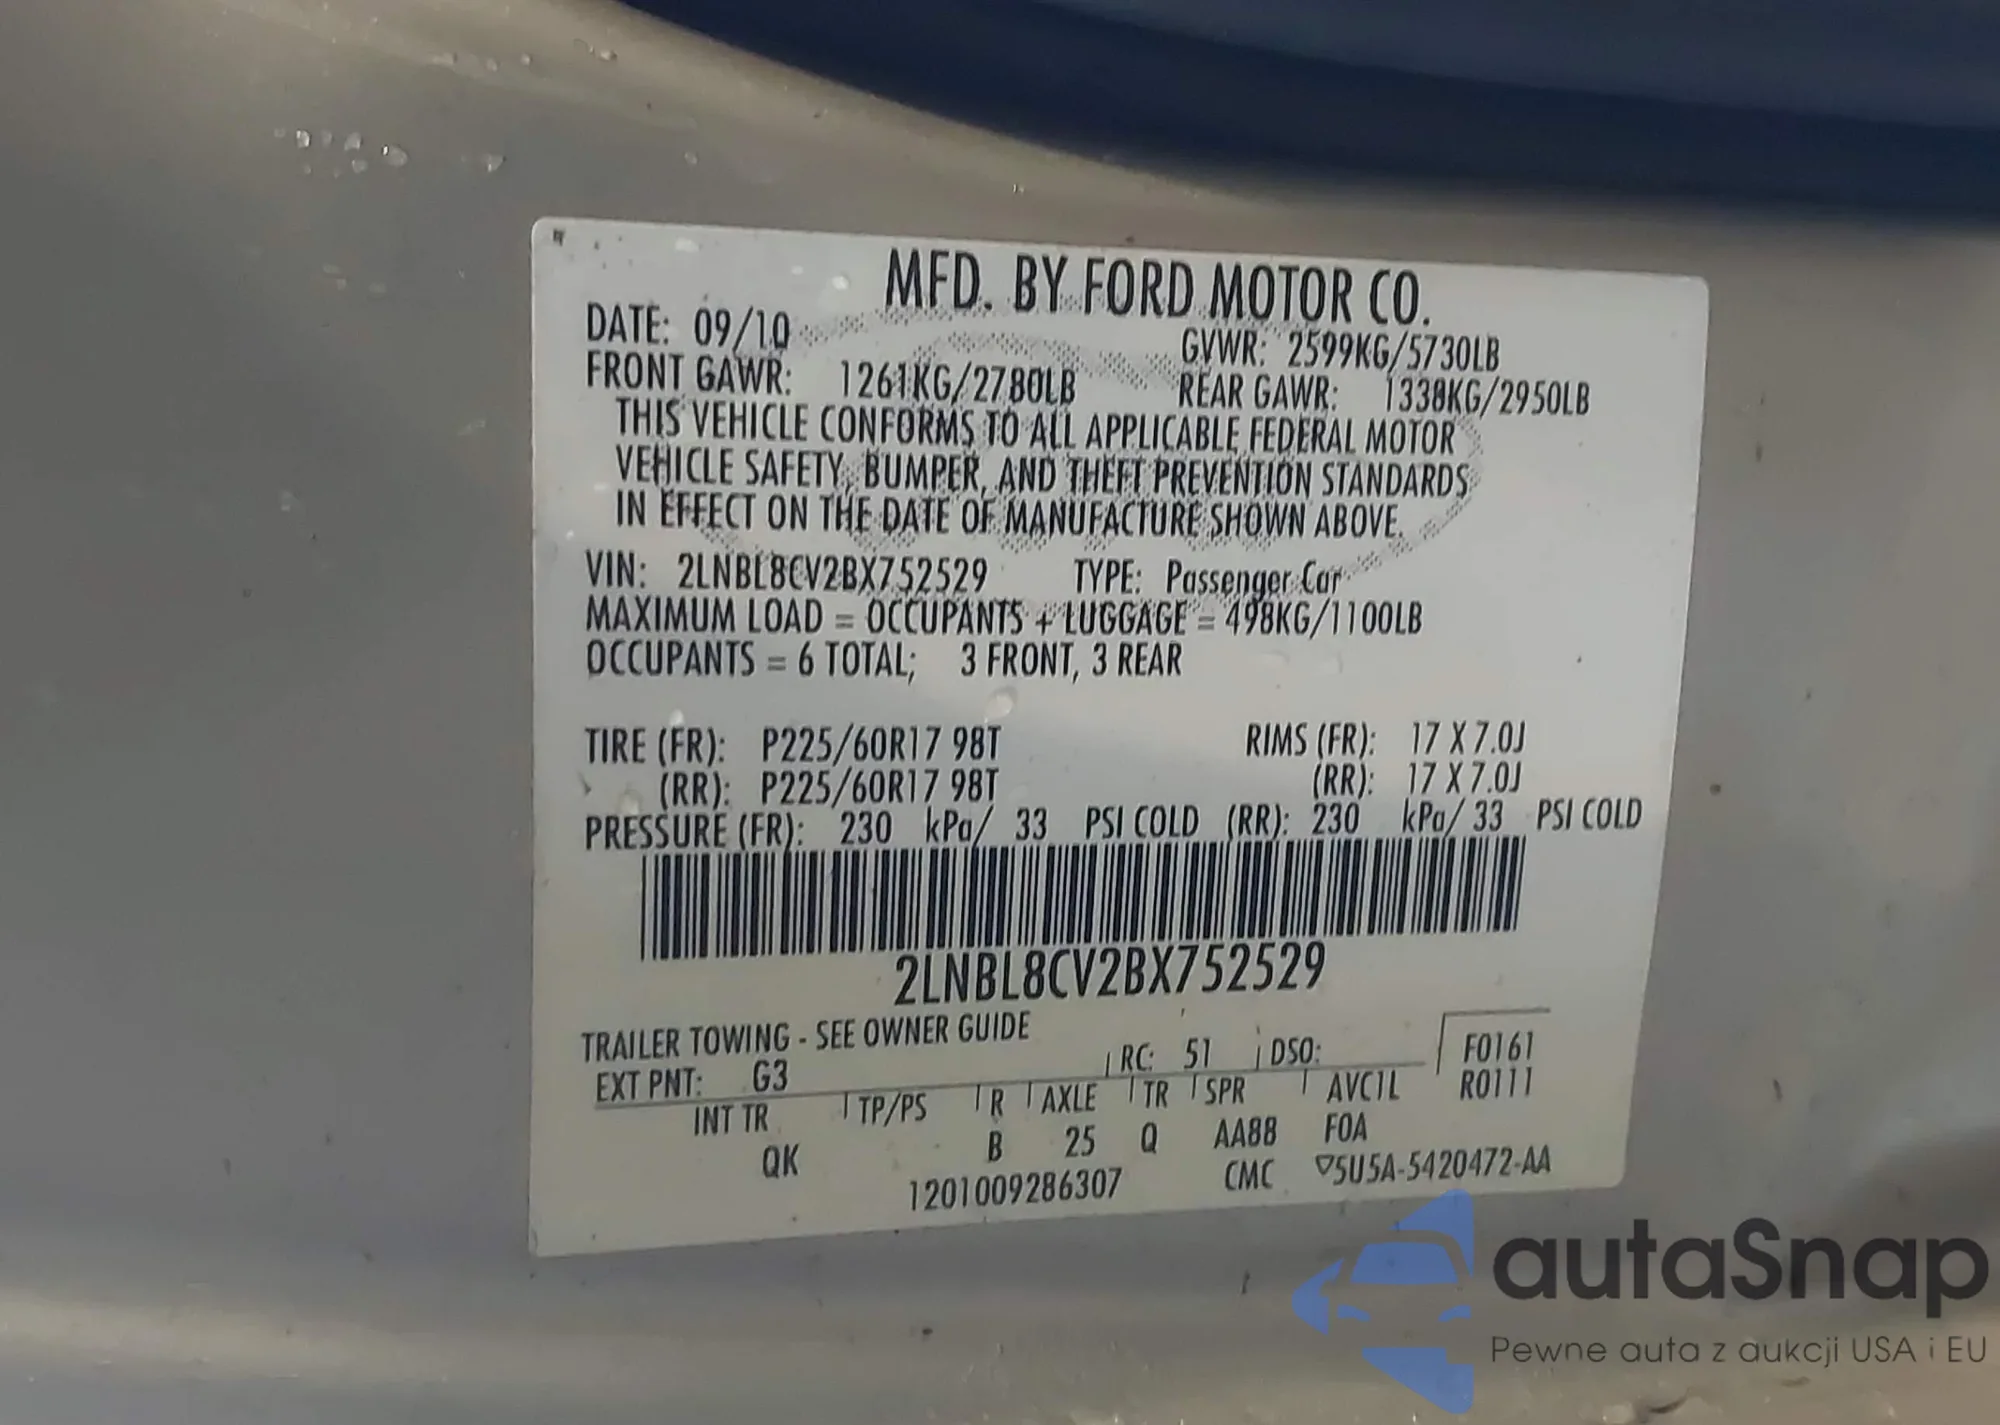 MFD. BY FORD MOTOR CO.
DATE: 09/10 GVWR: 2599KG/5730LB
FRONT GAWR: 1261KG/2780LB REAR GAWR: 1338KG/2950LB
THIS VEHICLE CONFORMS TO ALL APPLICABLE FEDERAL MOTOR
VEHICLE SAFETY, BUMPER, AND THEFT PREVENTION STANDARDS
IN EFFECT ON THE DATE OF MANUFACTURE SHOWN ABOVE.
VIN: 2LNBL8CV2BX752529 TYPE: Passenger Car
MAXIMUM LOAD = OCCUPANTS + LUGGAGE = 498KG/1100LB
OCCUPANTS = 6 TOTAL; 3 FRONT, 3 REAR
TIRE (FR): P225/60R17 98T RIMS (FR): 17 X 7.0J
(RR): P225/60R17 98T (RR): 17 X 7.0J
PRESSURE (FR): 230 kPa/ 33 PSI COLD (RR): 230 kPa/ 33 PSI COLD
2LNBL8CV2BX752529
TRAILER TOWING - SEE OWNER GUIDE
EXT PNT: G3 RC: 51 DSO: F0161
INT TR TP/PS R AXLE TR SPR AVC1L R0111
QK B 25 Q AA88 FOA
1201009286307 CMC ▽5U5A-5420472-AA
autaSnap
Pewne auta z aukcji USA i EU